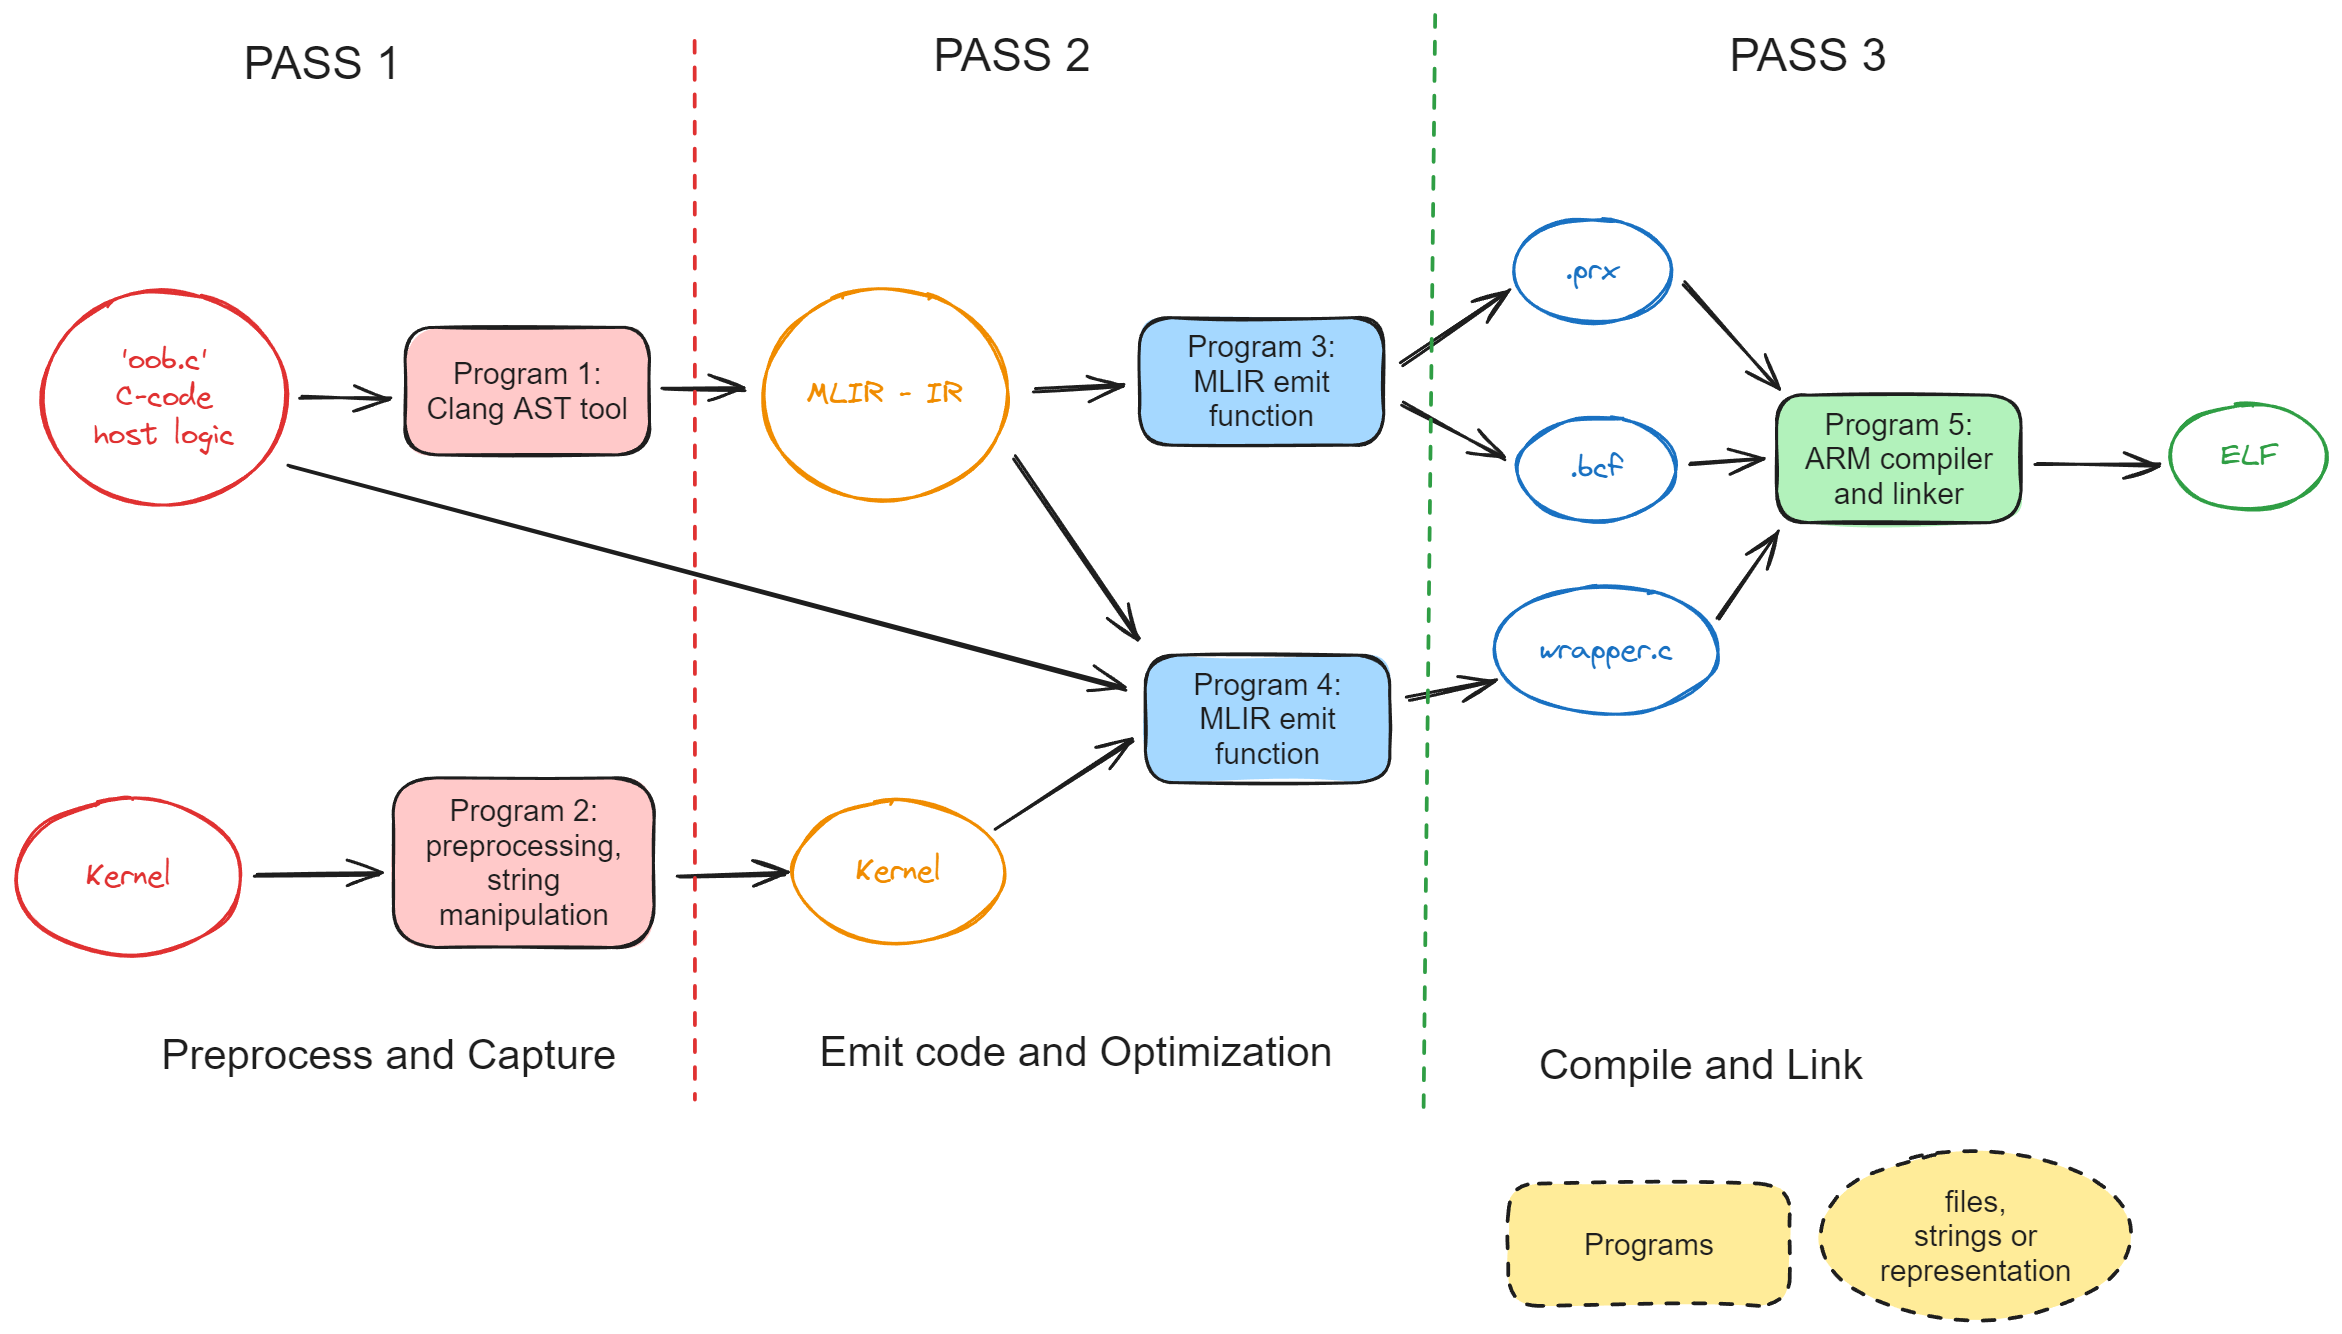 PASS 1
PASS 2
PASS 3
'oob.c'
C-code
host logic
Program 1:
Clang AST tool
MLIR - IR
Program 3:
MLIR emit
function
.prx
.bcf
wrapper.c
Program 5:
ARM compiler
and linker
ELF
Program 4:
MLIR emit
function
Kernel
Program 2:
preprocessing,
string
manipulation
Kernel
Preprocess and Capture
Emit code and Optimization
Compile and Link
Programs
files,
strings or
representation